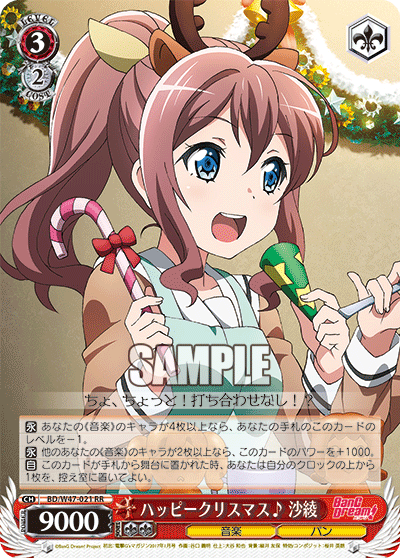 LEVEL
3
2
COST
SAMPLE
ちょ、ちょっと！打ち合わせなし！？
永 あなたの《音楽》のキャラが4枚以上なら、あなたの手札のこのカードの
レベルを－1。
永 他のあなたの《音楽》のキャラが2枚以上なら、このカードのパワーを+1000。
自 このカードが手札から舞台に置かれた時、あなたは自分のクロックの上から
1枚を、控え室に置いてよい。
CH BD/W47-021 RR
9000
ハッピークリスマス♪ 沙綾
BanG Dream!
音楽
パン